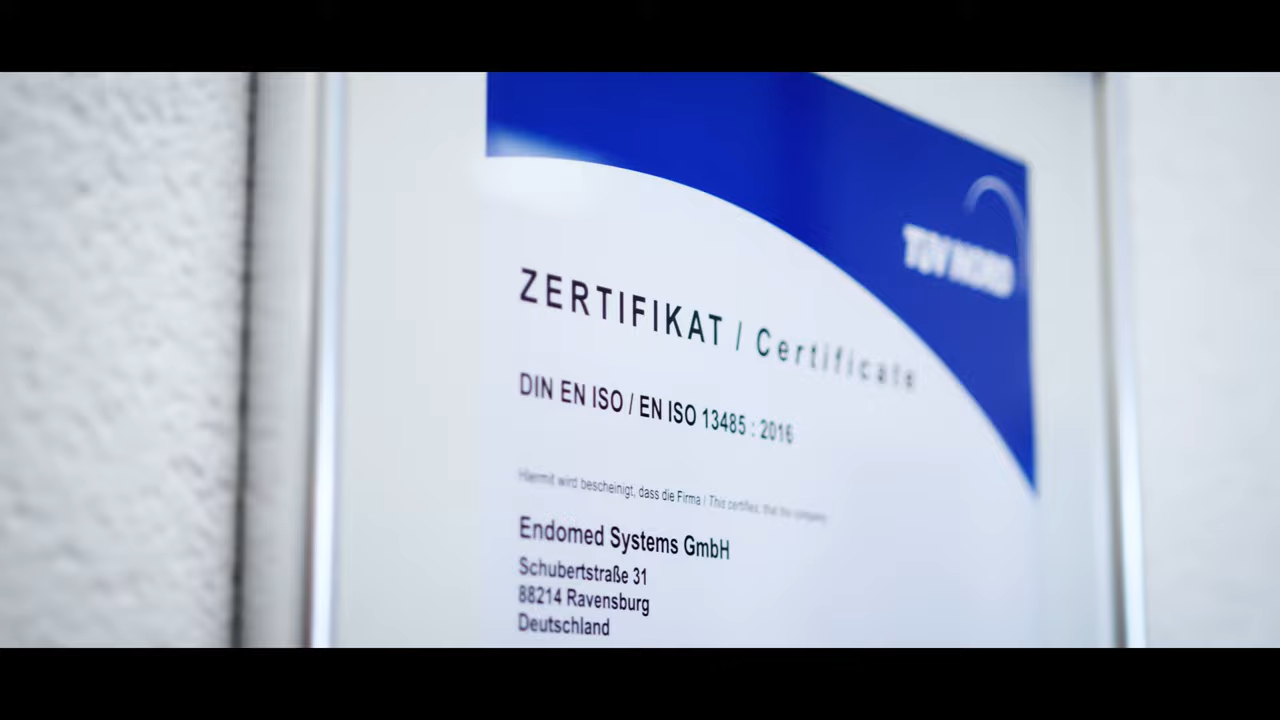 TÜV NORD
ZERTIFIKAT / Certificate
DIN EN ISO / EN ISO 13485 : 2016
Hiermit wird bescheinigt, dass die Firma / This certifies, that the company
Endomed Systems GmbH
Schubertstraße 31
88214 Ravensburg
Deutschland